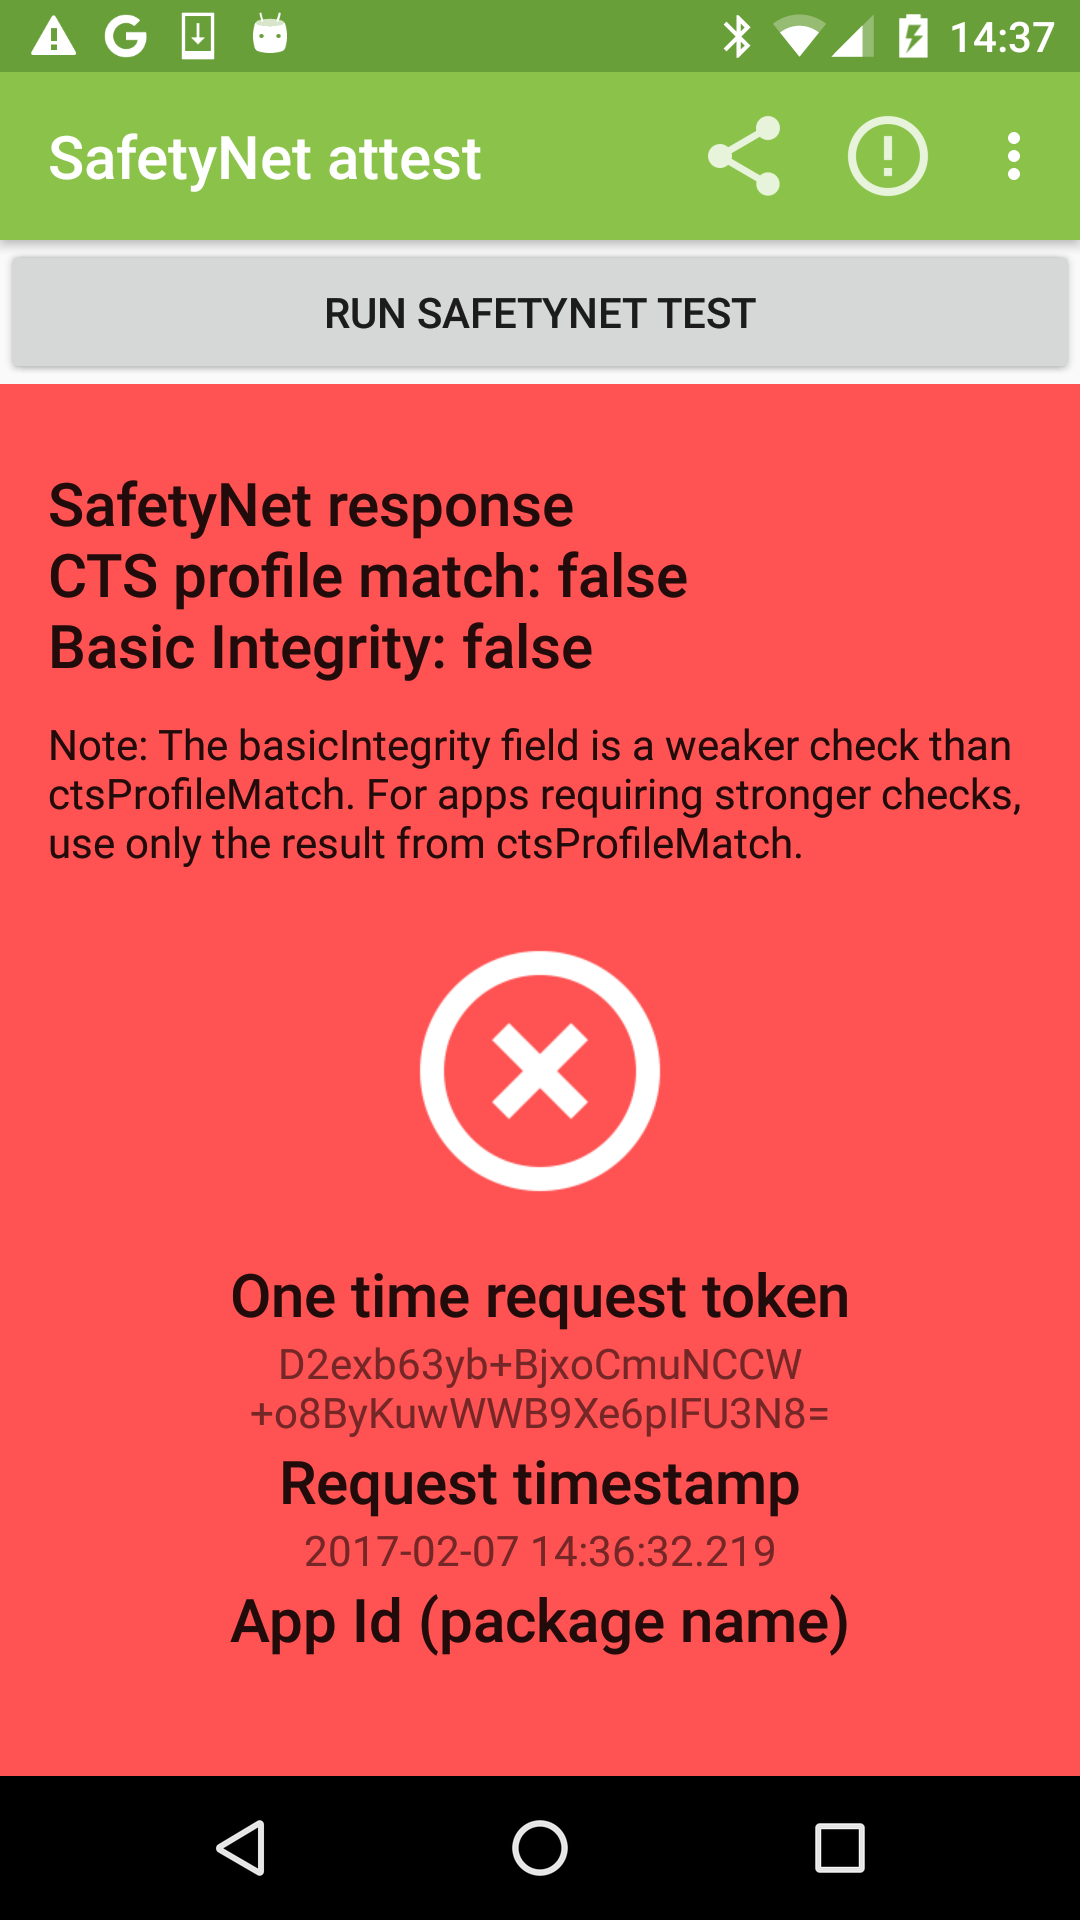 14:37
SafetyNet attest
RUN SAFETYNET TEST
SafetyNet response
CTS profile match: false
Basic Integrity: false
Note: The basicIntegrity field is a weaker check than
ctsProfileMatch. For apps requiring stronger checks,
use only the result from ctsProfileMatch.
One time request token
D2exb63yb+BjxoCmuNCCW
+o8ByKuwWWB9Xe6pIFU3N8=
Request timestamp
2017-02-07 14:36:32.219
App Id (package name)